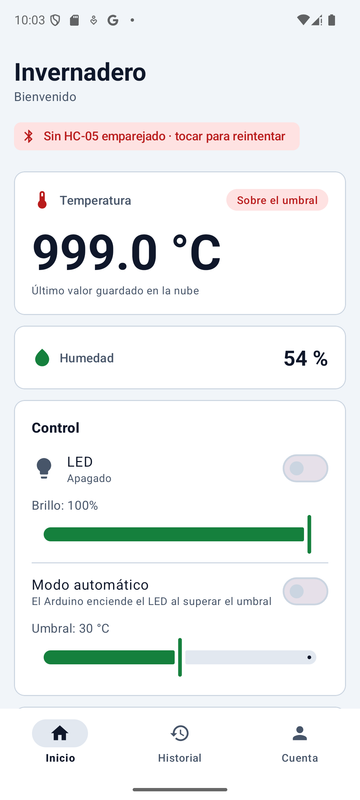 10:03
Invernadero
Bienvenido
Sin HC-05 emparejado · tocar para reintentar
Temperatura
Sobre el umbral
999.0 °C
Último valor guardado en la nube
Humedad
54 %
Control
LED
Apagado
Brillo: 100%
Modo automático
El Arduino enciende el LED al superar el umbral
Umbral: 30 °C
Inicio
Historial
Cuenta